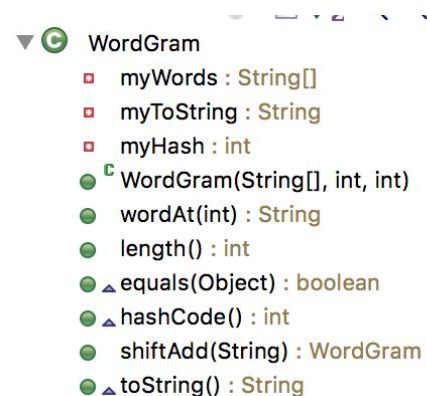 WordGram
myWords : String[]
myToString : String
myHash : int
WordGram(String[], int, int)
wordAt(int) : String
length() : int
equals(Object) : boolean
hashCode() : int
shiftAdd(String) : WordGram
toString() : String